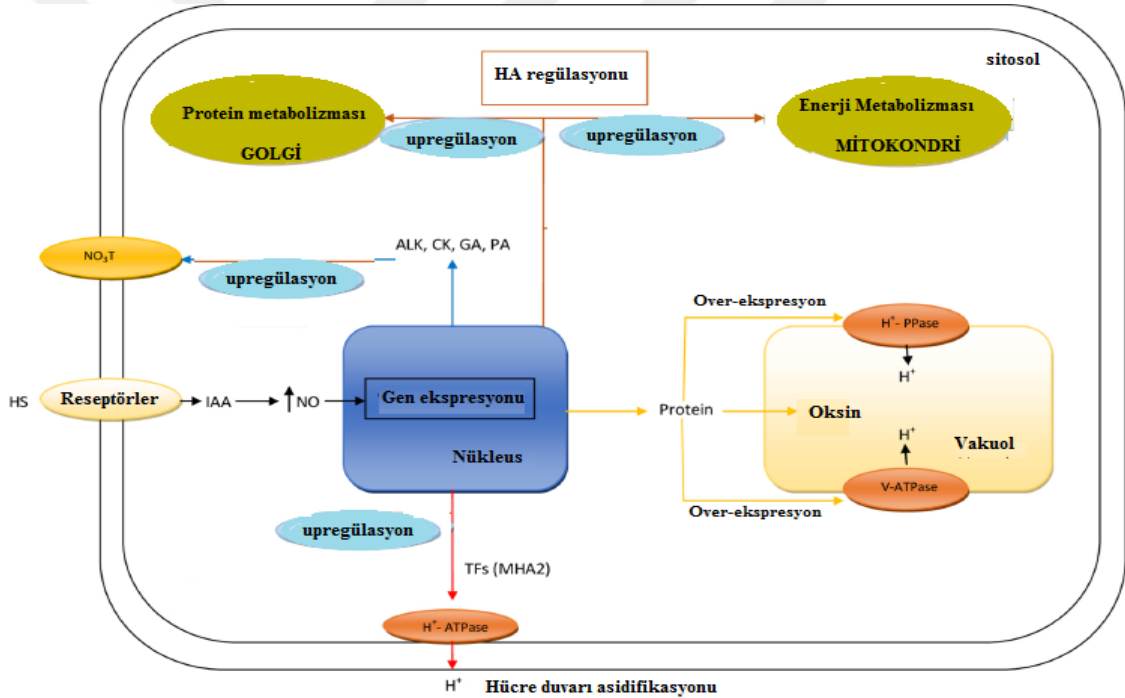 sitosol
HA regülasyonu
Protein metabolizması
GOLGİ
upregülasyon
upregülasyon
Enerji Metabolizması
MİTOKONDRİ
NO₃T
upregülasyon
ALK, CK, GA, PA
HS
Reseptörler
IAA
NO
Gen ekspresyonu
Nükleus
Over-ekspresyon
H⁺- PPase
H⁺
Protein
Oksin
H⁺
Vakuol
V-ATPase
Over-ekspresyon
upregülasyon
TFs (MHA2)
H⁺- ATPase
H⁺ Hücre duvarı asidifikasyonu